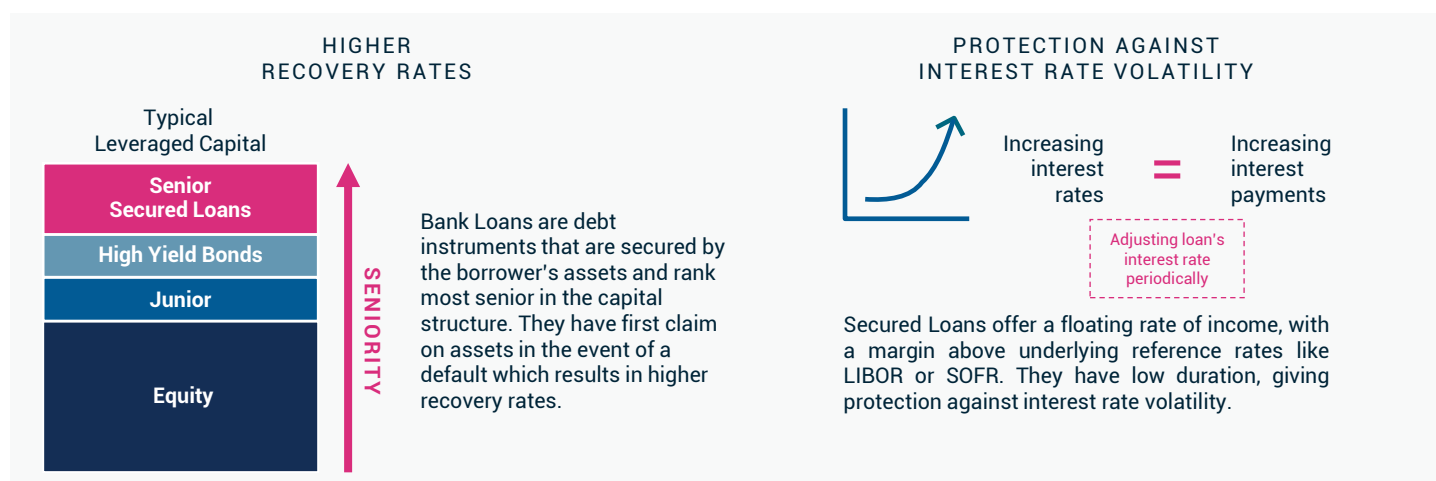 HIGHER
RECOVERY RATES
Typical
Leveraged Capital
Senior
Secured Loans
High Yield Bonds
Junior
Equity
SENIORITY
Bank Loans are debt
instruments that are secured by
the borrower's assets and rank
most senior in the capital
structure. They have first claim
on assets in the event of a
default which results in higher
recovery rates.
PROTECTION AGAINST
INTEREST RATE VOLATILITY
Increasing
interest
rates
=
Increasing
interest
payments
Adjusting loan's
interest rate
periodically
Secured Loans offer a floating rate of income, with
a margin above underlying reference rates like
LIBOR or SOFR. They have low duration, giving
protection against interest rate volatility.